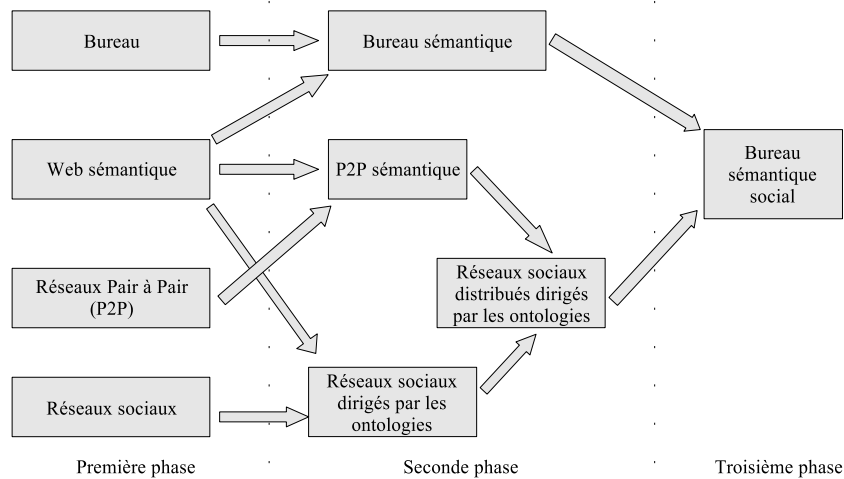 Bureau
Bureau sémantique
Web sémantique
P2P sémantique
Bureau
sémantique
social
Réseaux Pair à Pair
(P2P)
Réseaux sociaux
distribués dirigés
par les ontologies
Réseaux sociaux
Réseaux sociaux
dirigés par les
ontologies
Première phase
Seconde phase
Troisième phase